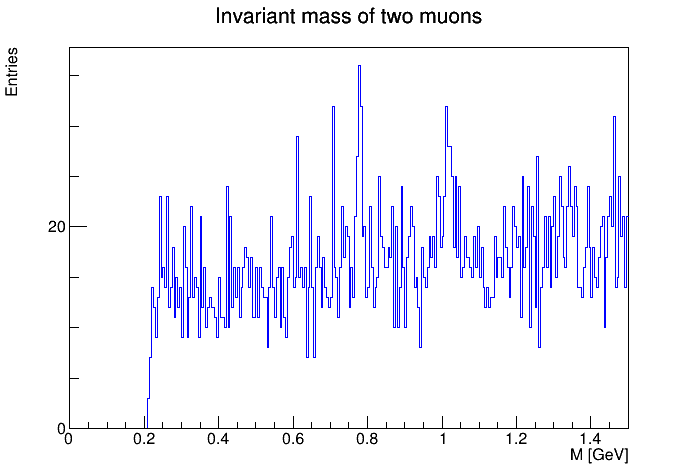 Invariant mass of two muons
Entries
20
0
0 0.2 0.4 0.6 0.8 1 1.2 1.4
M [GeV]